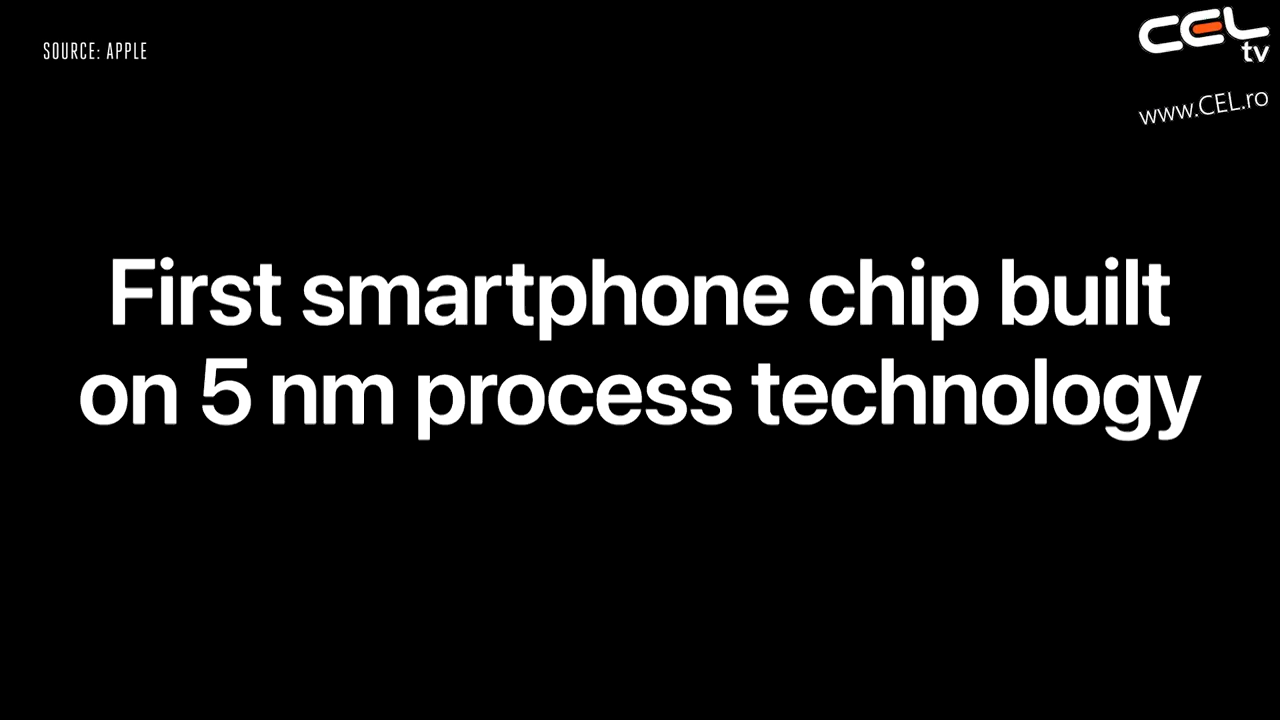 SOURCE: APPLE
CEL
tv
www.CEL.ro
First smartphone chip built
on 5 nm process technology